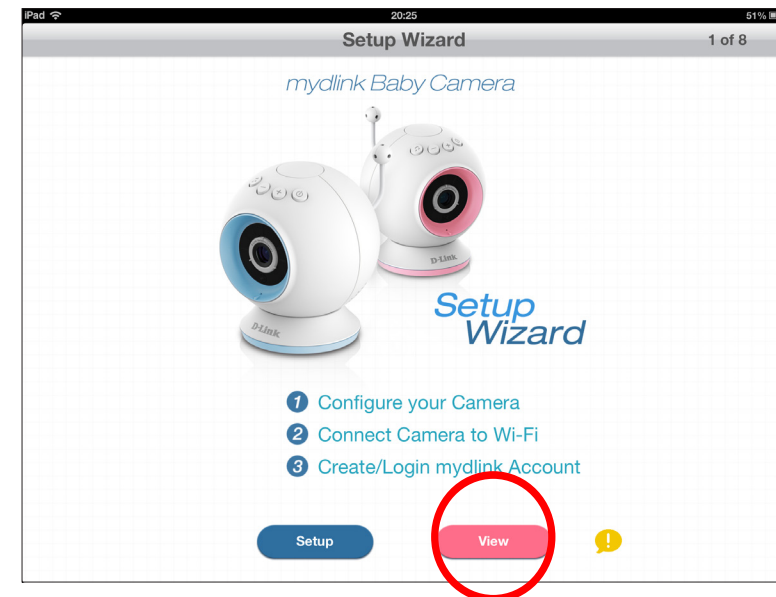 iPad 20:25 51%
Setup Wizard 1 of 8
mydlink Baby Camera
D-Link
D-Link
Setup
Wizard
1 Configure your Camera
2 Connect Camera to Wi-Fi
3 Create/Login mydlink Account
Setup View !